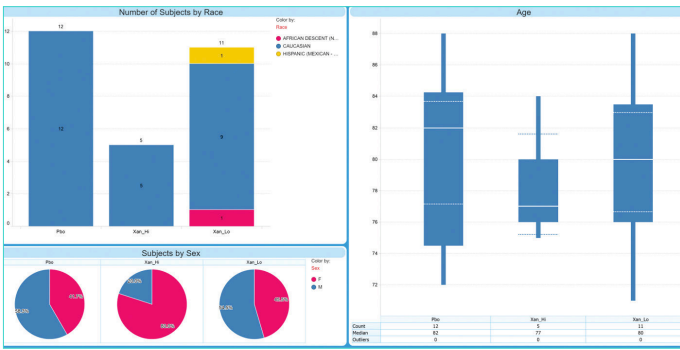 Number of Subjects by Race
Color by:
Race
AFRICAN DESCENT (N...
CAUCASIAN
HISPANIC (MEXICAN - ...
12
5
11
12
5
1
9
1
12
10
8
6
4
2
0
Pbo
Xan_Hi
Xan_Lo
Subjects by Sex
Color by:
Sex
F
M
Pbo
Xan_Hi
Xan_Lo
Age
88
86
84
82
80
78
76
74
72
Pbo Xan_Hi Xan_Lo
Count 12 5 11
Median 82 77 80
Outliers 0 0 0